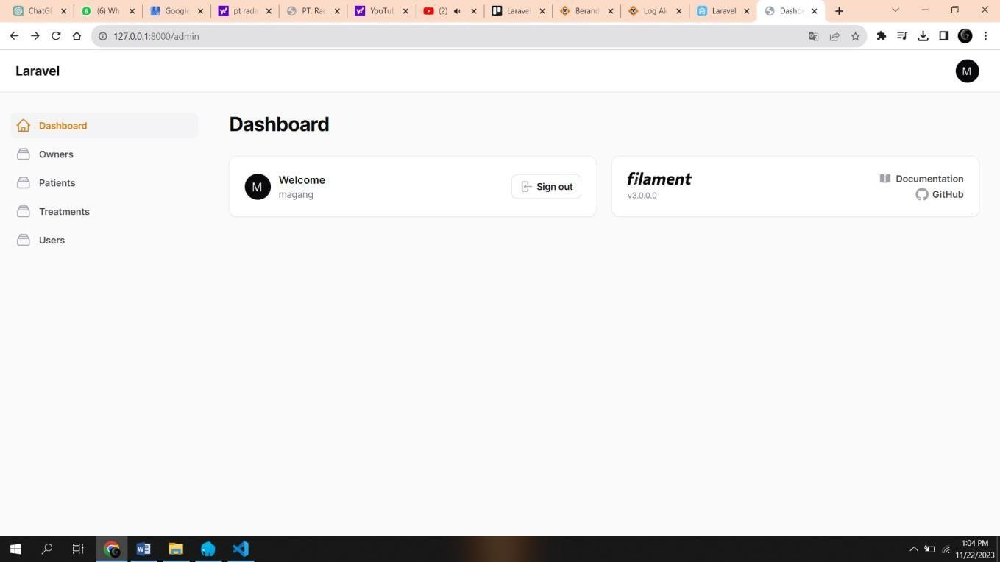 ChatGP (6) Wh Google pt rada PT. Rac YouTub (2) Laravel Berand Log Ak Laravel Dashb
127.0.0.1:8000/admin
Laravel
M
Dashboard
Owners
Patients
Treatments
Users
Dashboard
M
Welcome
magang
Sign out
filament
v3.0.0.0
Documentation
GitHub
1:04 PM
11/22/2023